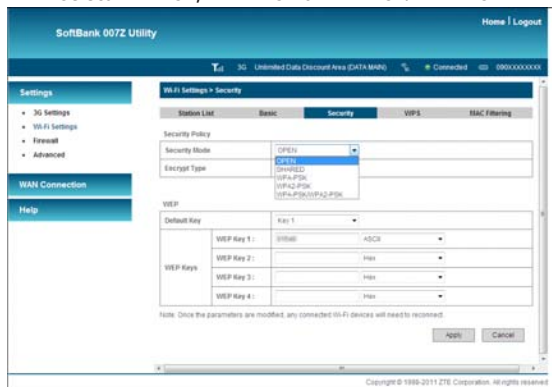 Home | Logout
SoftBank 007Z Utility
3G Unlimited Data Discount Area (DATA MAIN) Connected 090XXXXXXXX
Settings
3G Settings
Wi-Fi Settings
Firewall
Advanced
WAN Connection
Help
Wi-Fi Settings > Security
Station List Basic Security WPS MAC Filtering
Security Policy
Security Mode OPEN
OPEN
SHARED
WPA-PSK
WPA2-PSK
WPA-PSK/WPA2-PSK
Encrypt Type
WEP
Default Key Key 1
WEP Keys
WEP Key 1 : ASCII
WEP Key 2 : Hex
WEP Key 3 : Hex
WEP Key 4 : Hex
Note: Once the parameters are modified, any connected Wi-Fi devices will need to reconnect.
Apply Cancel
Copyright © 1998-2011 ZTE Corporation. All rights reserved